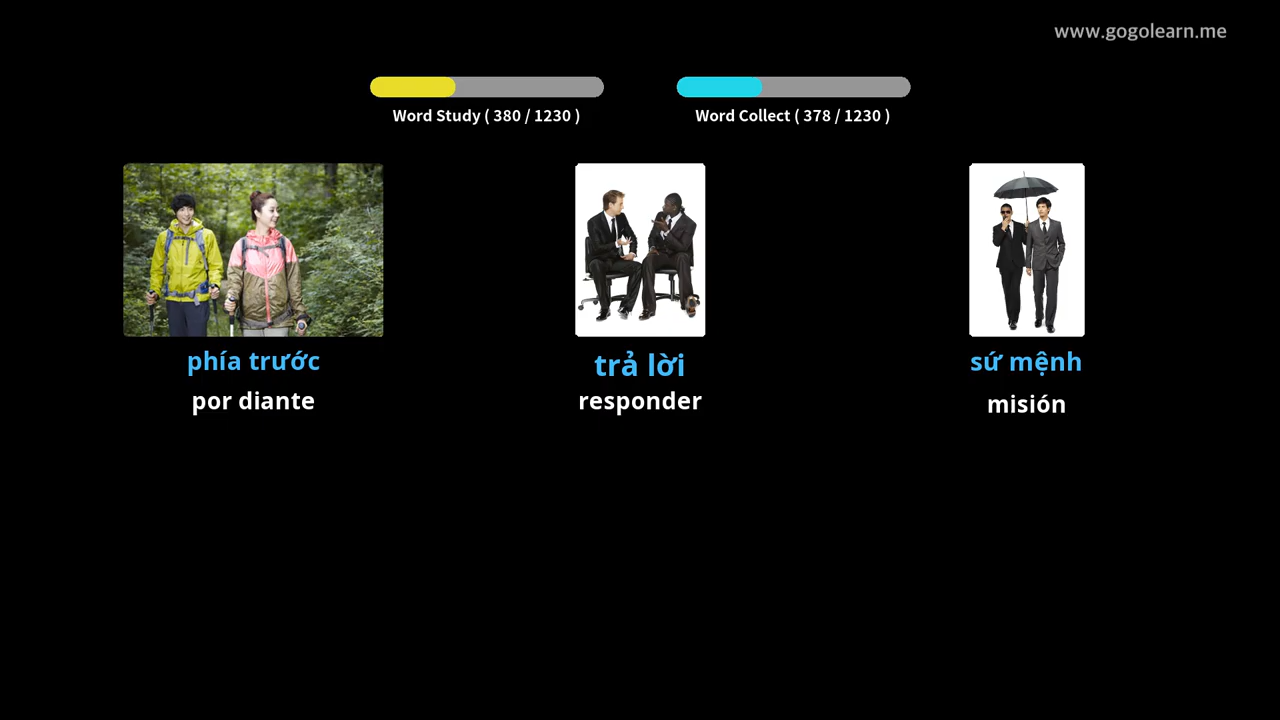 www.gogolearn.me
Word Study ( 380 / 1230 )
Word Collect ( 378 / 1230 )
phía trước
por diante
trả lời
responder
sứ mệnh
misión